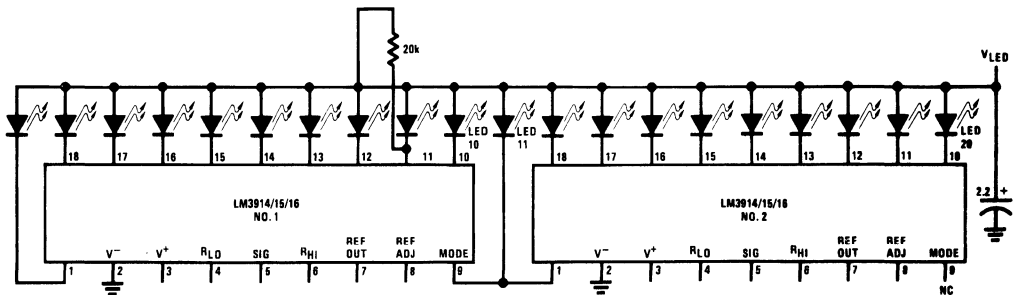 20k
V LED
LED 10
LED 11
LED 20
18 17 16 15 14 13 12 11 10
18 17 16 15 14 13 12 11 10
LM3914/15/16
NO. 1
LM3914/15/16
NO. 2
2.2 +
V− V+ RLO SIG RHI REF OUT REF ADJ MODE
V− V+ RLO SIG RHI REF OUT REF ADJ MODE
1 2 3 4 5 6 7 8 9
1 2 3 4 5 6 7 8 9
NC